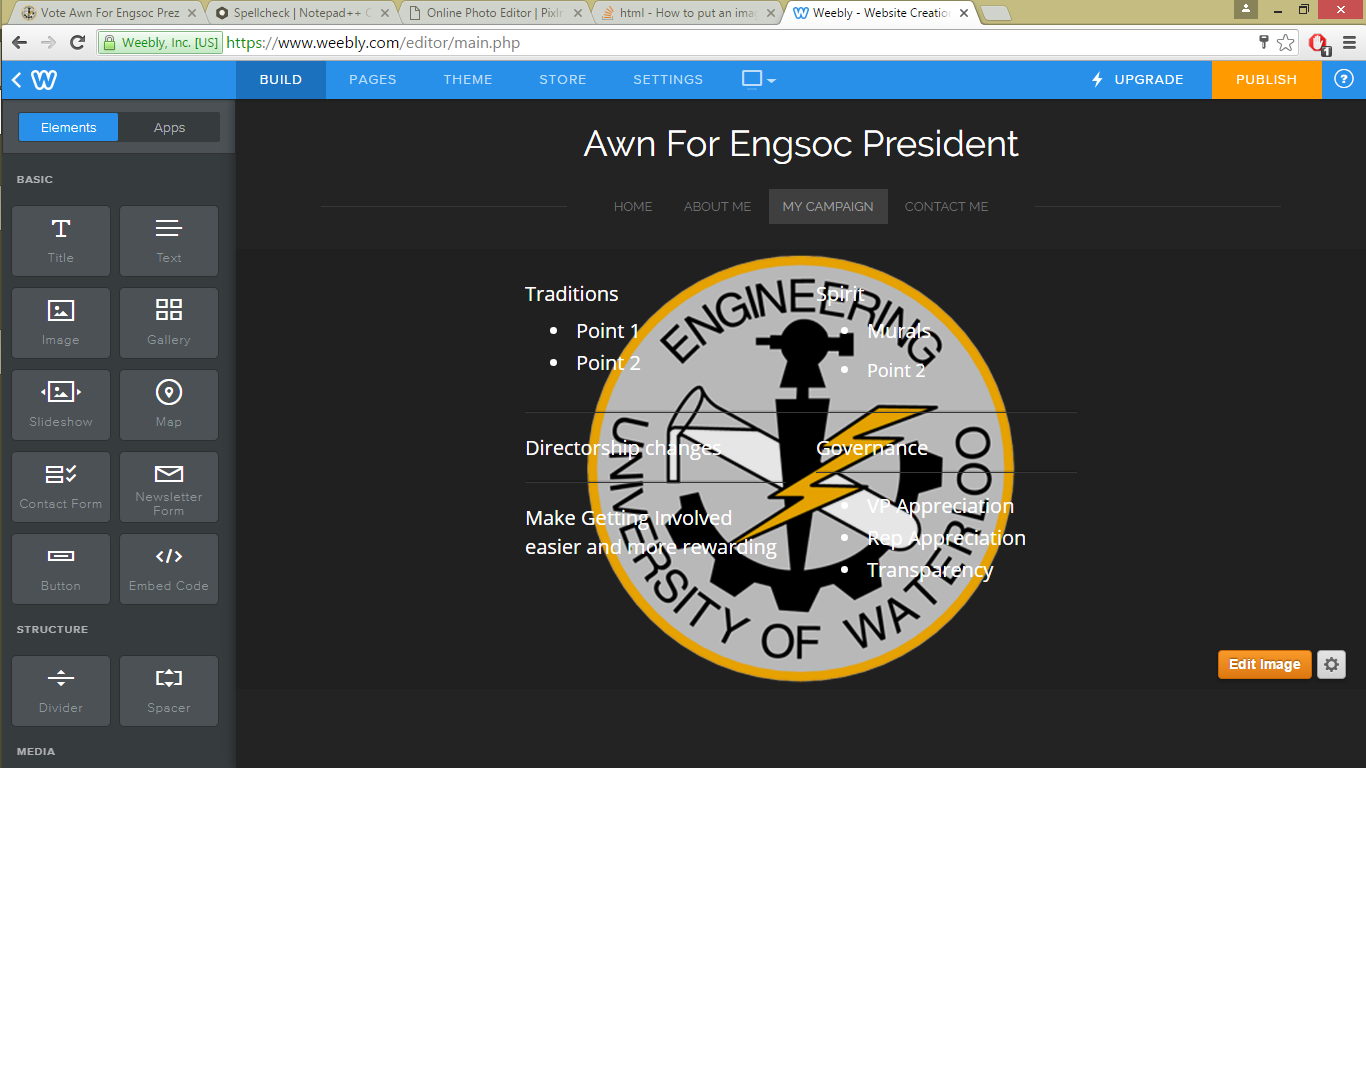 Vote Awn For Engsoc Prez
Spellcheck | Notepad++
Online Photo Editor | Pixlr
html - How to put an ima
Weebly - Website Creatio
Weebly, Inc. [US]
https://www.weebly.com/editor/main.php
1
BUILD
PAGES
THEME
STORE
SETTINGS
UPGRADE
PUBLISH
?
Elements
Apps
BASIC
Title
Text
Image
Gallery
Slideshow
Map
Contact Form
Newsletter
Form
Button
Embed Code
STRUCTURE
Divider
Spacer
MEDIA
Awn For Engsoc President
HOME
ABOUT ME
MY CAMPAIGN
CONTACT ME
ENGINEERING
UNIVERSITY OF WATERLOO
Traditions
Point 1
Point 2
Spirit
Murals
Point 2
Directorship changes
Governance
Make Getting Involved
easier and more rewarding
VP Appreciation
Rep Appreciation
Transparency
Edit Image